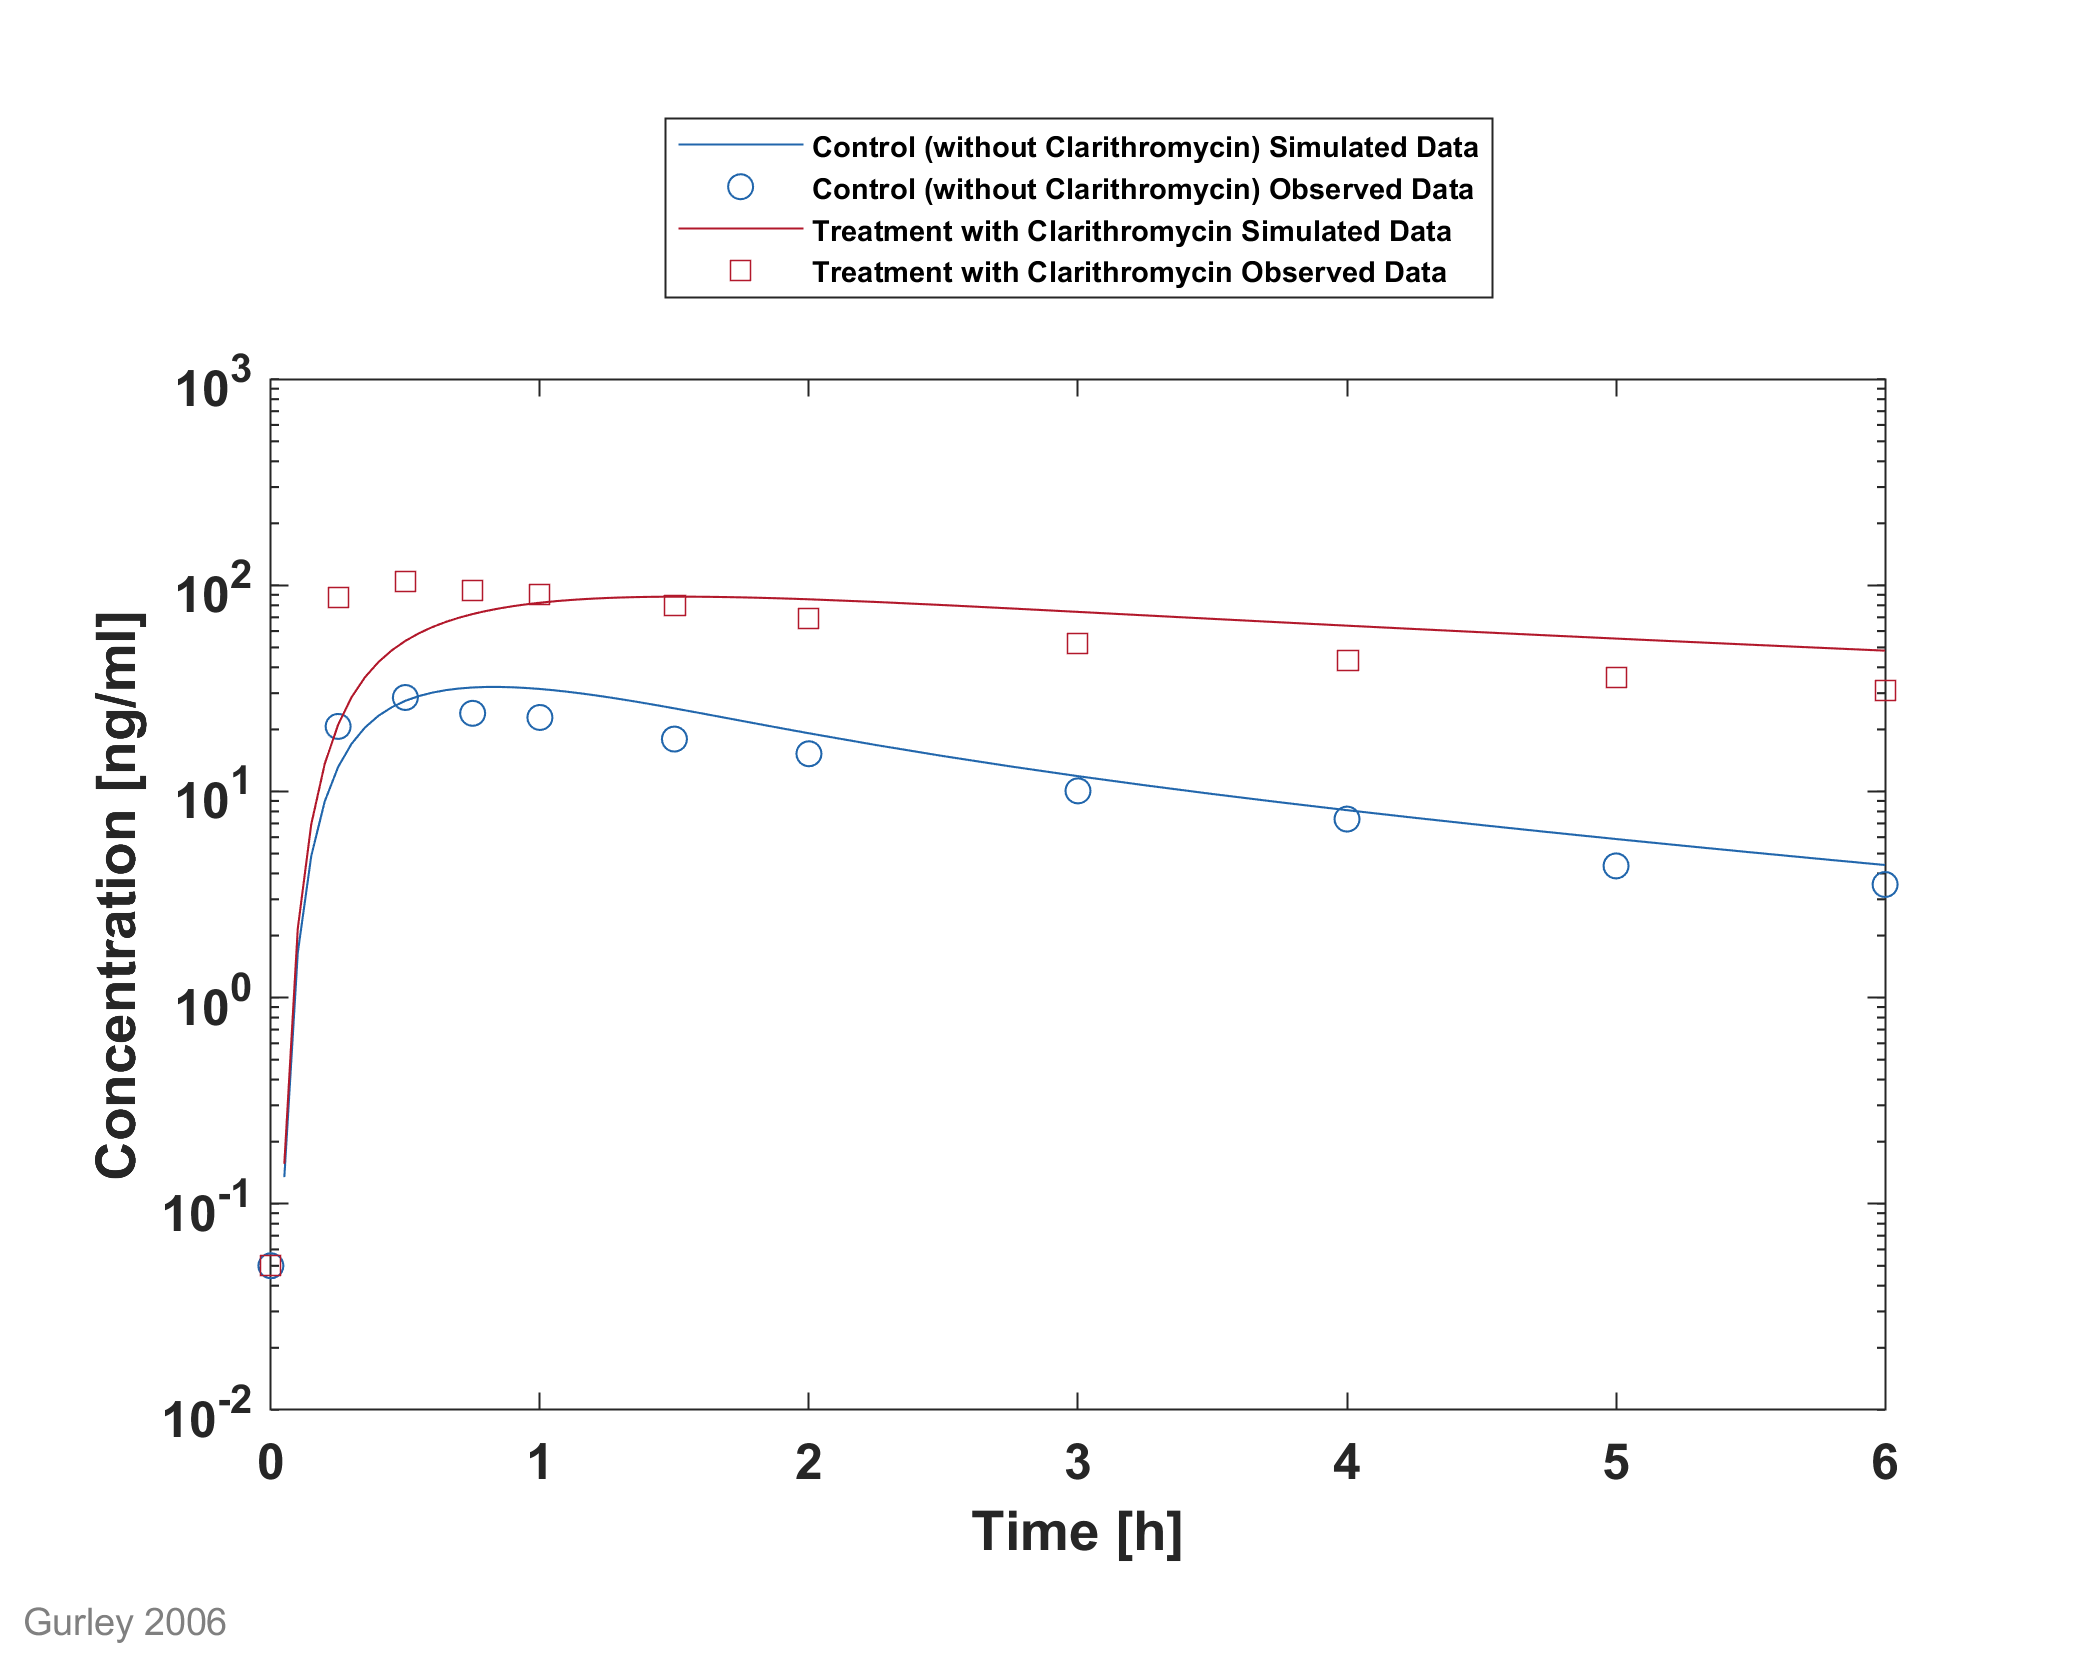 Control (without Clarithromycin) Simulated Data
Control (without Clarithromycin) Observed Data
Treatment with Clarithromycin Simulated Data
Treatment with Clarithromycin Observed Data
10^3
10^2
10^1
10^0
10^-1
10^-2
Concentration [ng/ml]
0 1 2 3 4 5 6
Time [h]
Gurley 2006